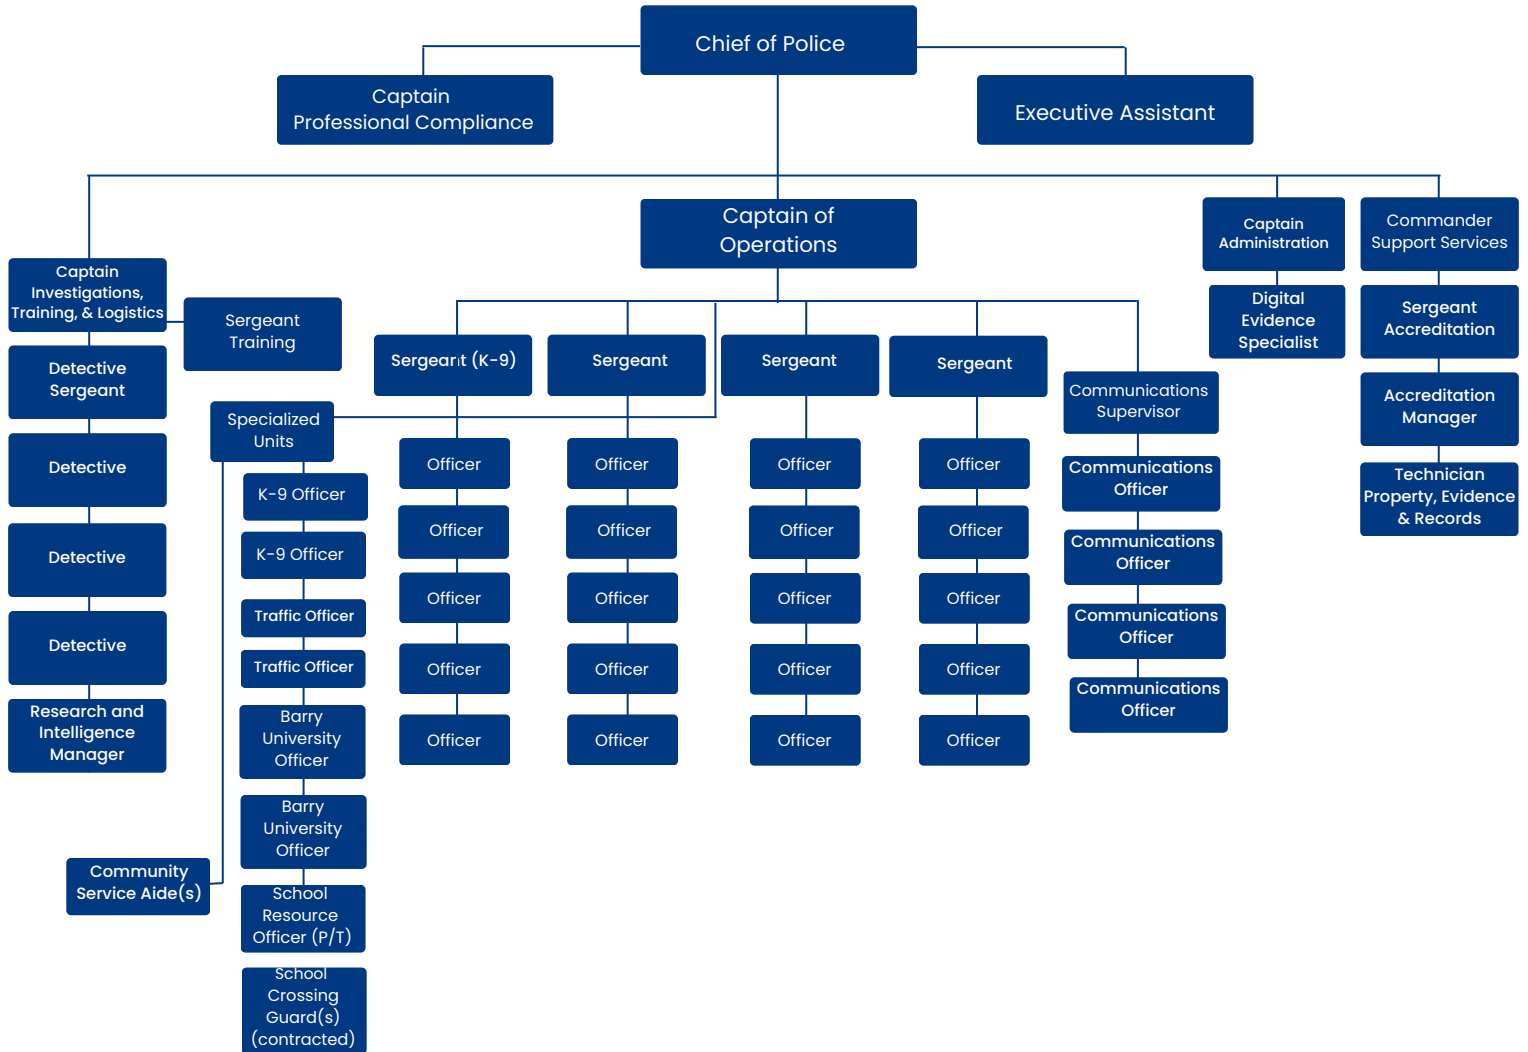 Chief of Police
Captain
Professional Compliance
Executive Assistant
Captain of
Operations
Captain
Administration
Commander
Support Services
Captain
Investigations,
Training, & Logistics
Sergeant
Training
Detective
Sergeant
Detective
Detective
Detective
Research and
Intelligence
Manager
Specialized
Units
K-9 Officer
K-9 Officer
Traffic Officer
Traffic Officer
Barry
University
Officer
Barry
University
Officer
School
Resource
Officer (P/T)
School
Crossing
Guard(s)
(contracted)
Community
Service Aide(s)
Sergeant (K-9)
Officer
Officer
Officer
Officer
Officer
Sergeant
Officer
Officer
Officer
Officer
Officer
Sergeant
Officer
Officer
Officer
Officer
Officer
Sergeant
Officer
Officer
Officer
Officer
Officer
Communications
Supervisor
Communications
Officer
Communications
Officer
Communications
Officer
Communications
Officer
Digital
Evidence
Specialist
Sergeant
Accreditation
Accreditation
Manager
Technician
Property, Evidence
& Records